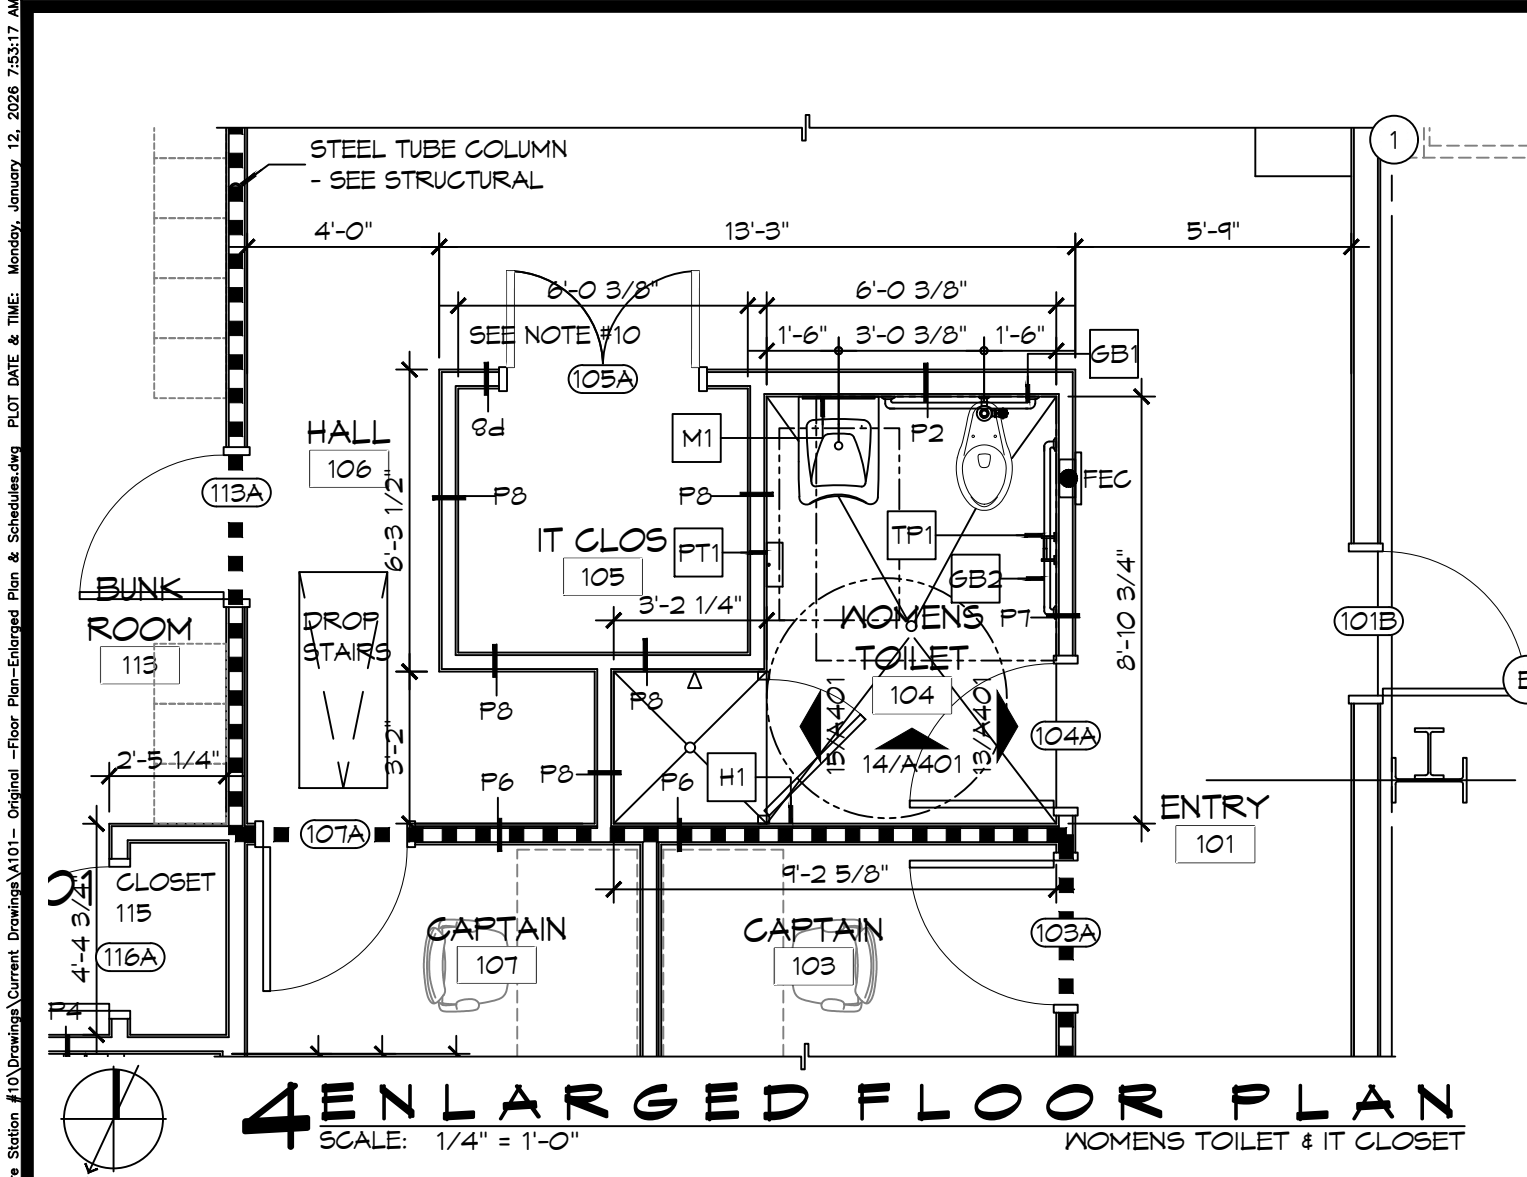 e Station #10\Drawings\Current Drawings\A101- Original -Floor Plan-Enlarged Plan & Schedules.dwg PLOT DATE & TIME: Monday, January 12, 2026 7:53:17 AM
STEEL TUBE COLUMN
- SEE STRUCTURAL
1
4'-0"
13'-3"
5'-9"
6'-0 3/8"
6'-0 3/8"
SEE NOTE #10
1'-6"
3'-0 3/8"
1'-6"
GB1
105A
P8
M1
P2
HALL
106
FEC
113A
P8
P8
6'-3 1/2"
IT CLOS
105
PT1
TP1
GB2
8'-10 3/4"
BUNK
ROOM
113
DROP
STAIRS
3'-2 1/4"
WOMENS
TOILET
104
P7
101B
E
P8
P8
15/A401
13/A401
14/A401
104A
2'-5 1/4"
3'-2"
P6
P8
P6
H1
ENTRY
101
107A
CLOSET
115
4'-4 3/4"
116A
9'-2 5/8"
CAPTAIN
107
CAPTAIN
103
103A
P4
4 ENLARGED FLOOR PLAN
SCALE: 1/4" = 1'-0"
WOMENS TOILET & IT CLOSET